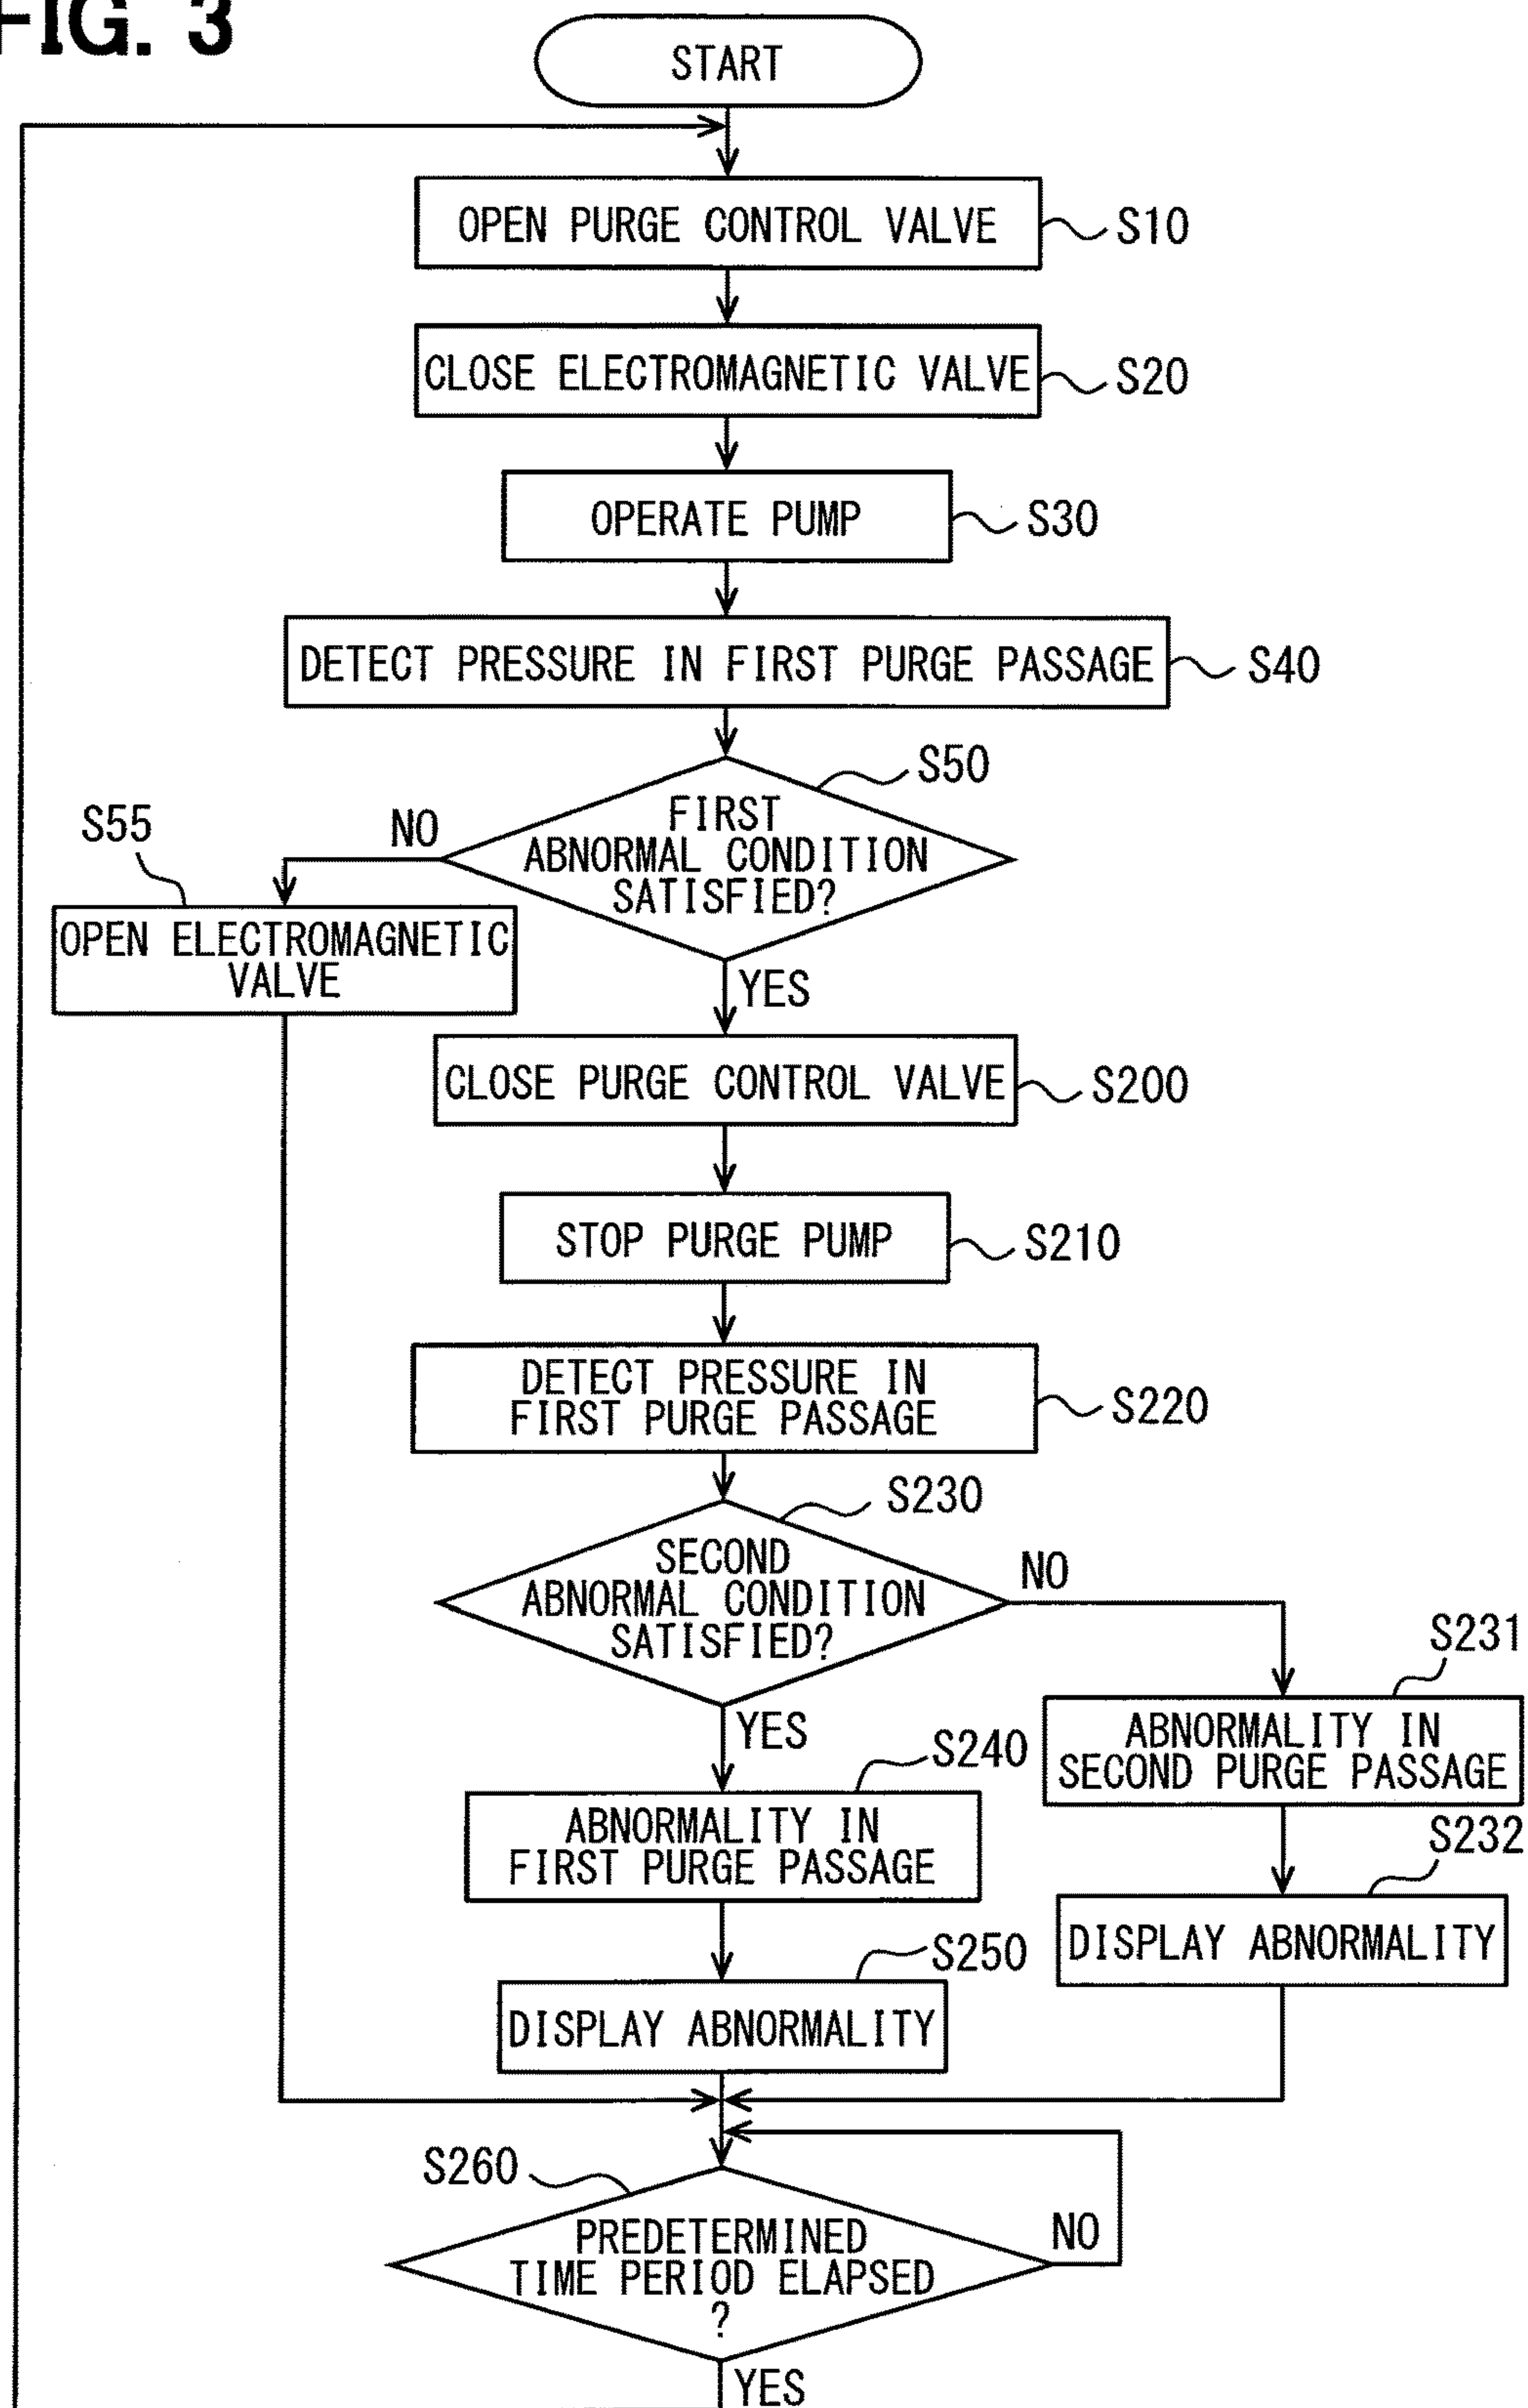 FIG. 3
START
OPEN PURGE CONTROL VALVE
S10
CLOSE ELECTROMAGNETIC VALVE
S20
OPERATE PUMP
S30
DETECT PRESSURE IN FIRST PURGE PASSAGE
S40
S50
FIRST
ABNORMAL CONDITION
SATISFIED?
NO
S55
OPEN ELECTROMAGNETIC
VALVE
YES
CLOSE PURGE CONTROL VALVE
S200
STOP PURGE PUMP
S210
DETECT PRESSURE IN
FIRST PURGE PASSAGE
S220
S230
SECOND
ABNORMAL CONDITION
SATISFIED?
NO
S231
ABNORMALITY IN
SECOND PURGE PASSAGE
S232
DISPLAY ABNORMALITY
YES
S240
ABNORMALITY IN
FIRST PURGE PASSAGE
S250
DISPLAY ABNORMALITY
S260
PREDETERMINED
TIME PERIOD ELAPSED
?
NO
YES